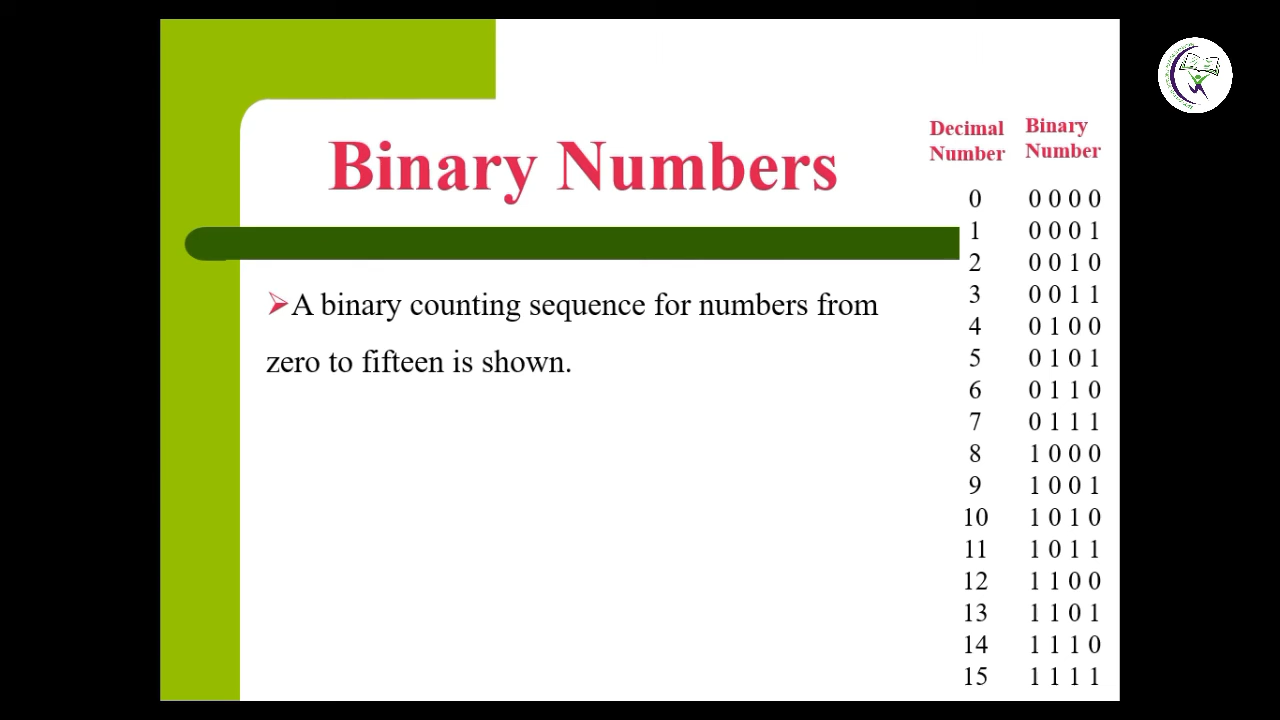 Binary Numbers
➢A binary counting sequence for numbers from
zero to fifteen is shown.
Decimal Number Binary Number
0 0 0 0 0
1 0 0 0 1
2 0 0 1 0
3 0 0 1 1
4 0 1 0 0
5 0 1 0 1
6 0 1 1 0
7 0 1 1 1
8 1 0 0 0
9 1 0 0 1
10 1 0 1 0
11 1 0 1 1
12 1 1 0 0
13 1 1 0 1
14 1 1 1 0
15 1 1 1 1